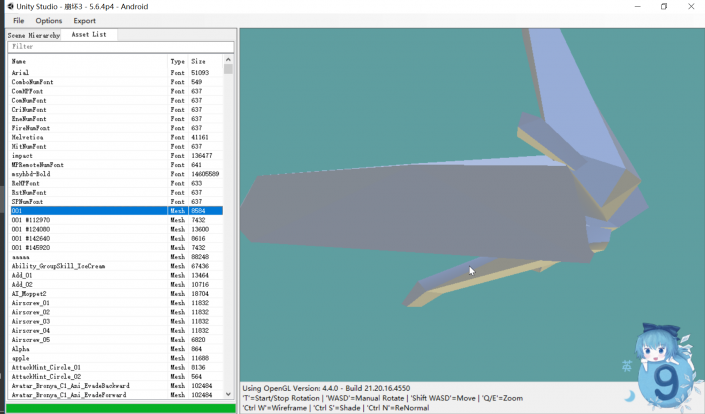 Unity Studio - 崩坏3 - 5.6.4p4 - Android
File Options Export
Scene Hierarchy Asset List
Filter
Name Type Size
Arial Font 51093
ComboNumFont Font 549
ComMPFont Font 637
ComNumFont Font 637
CriNumFont Font 637
EneNumFont Font 637
FireNumFont Font 637
Helvetica Font 41161
HitNumFont Font 637
impact Font 136477
MPRemoteNumFont Font 641
msyhbd-Bold Font 14605589
ReMPFont Font 633
RstNumFont Font 637
SPNumFont Font 637
001 Mesh 8584
001 #112970 Mesh 7432
001 #124080 Mesh 13600
001 #142640 Mesh 8616
001 #145920 Mesh 7432
aaaaa Mesh 88248
Ability_GroupSkill_IceCream Mesh 67436
Add_01 Mesh 13464
Add_02 Mesh 10716
AI_Moppet2 Mesh 18704
Airscrew_01 Mesh 11832
Airscrew_02 Mesh 11832
Airscrew_03 Mesh 11832
Airscrew_04 Mesh 11832
Airscrew_05 Mesh 6820
Alpha Mesh 864
apple Mesh 11688
AttackHint_Circle_01 Mesh 8136
AttackHint_Circle_02 Mesh 564
Avatar_Bronya_C1_Ani_EvadeBackward Mesh 102484
Avatar_Bronya_C1_Ani_EvadeForward Mesh 102484
Using OpenGL Version: 4.4.0 - Build 21.20.16.4550
'T'=Start/Stop Rotation | 'WASD'=Manual Rotate | 'Shift WASD'=Move | 'Q/E'=Zoom
'Ctrl W'=Wireframe | 'Ctrl S'=Shade | 'Ctrl N'=ReNormal
9